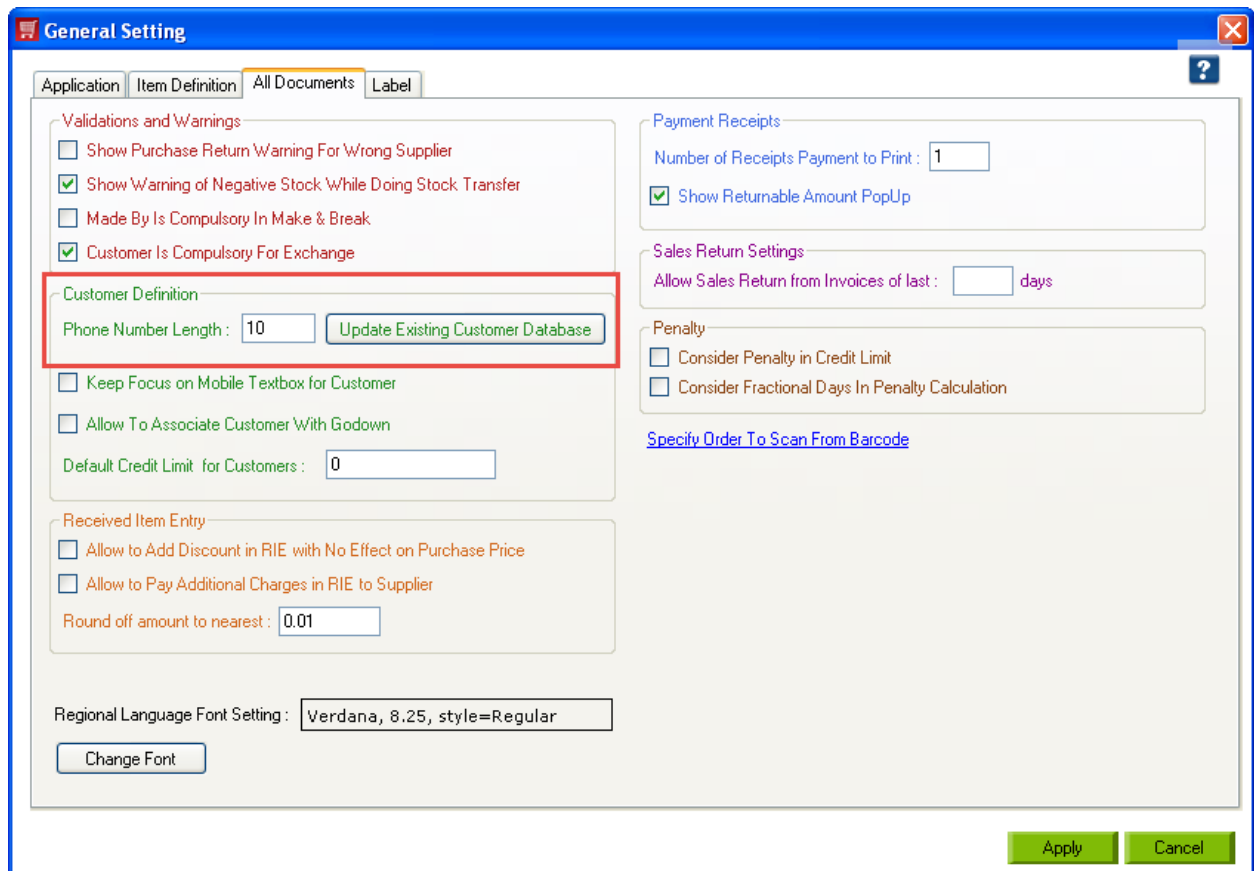 General Setting
?
Application Item Definition All Documents Label
Validations and Warnings
Show Purchase Return Warning For Wrong Supplier
Show Warning of Negative Stock While Doing Stock Transfer
Made By Is Compulsory In Make & Break
Customer Is Compulsory For Exchange
Customer Definition
Phone Number Length : 10 Update Existing Customer Database
Keep Focus on Mobile Textbox for Customer
Allow To Associate Customer With Godown
Default Credit Limit for Customers : 0
Received Item Entry
Allow to Add Discount in RIE with No Effect on Purchase Price
Allow to Pay Additional Charges in RIE to Supplier
Round off amount to nearest : 0.01
Regional Language Font Setting : Verdana, 8.25, style=Regular
Change Font
Payment Receipts
Number of Receipts Payment to Print : 1
Show Returnable Amount PopUp
Sales Return Settings
Allow Sales Return from Invoices of last : days
Penalty
Consider Penalty in Credit Limit
Consider Fractional Days In Penalty Calculation
Specify Order To Scan From Barcode
Apply Cancel